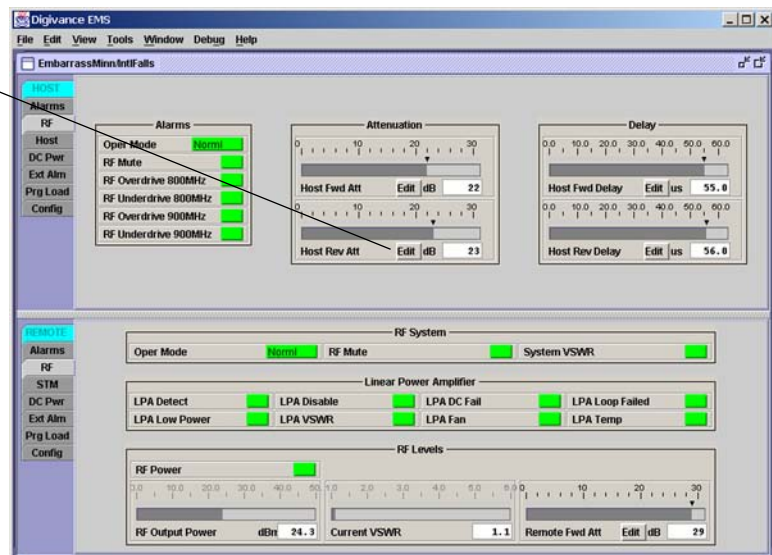 Digivance EMS
File Edit View Tools Window Debug Help
EmbarrassMinn/IntlFalls
HOST
Alarms
RF
Host
DC Pwr
Ext Alm
Prg Load
Config
Alarms
Oper Mode Norml
RF Mute
RF Overdrive 800MHz
RF Underdrive 800MHz
RF Overdrive 900MHz
RF Underdrive 900MHz
Attenuation
0 10 20 30
Host Fwd Att Edit dB 22
0 10 20 30
Host Rev Att Edit dB 23
Delay
0.0 10.0 20.0 30.0 40.0 50.0 60.0
Host Fwd Delay Edit us 55.0
0.0 10.0 20.0 30.0 40.0 50.0 60.0
Host Rev Delay Edit us 56.0
REMOTE
Alarms
RF
STM
DC Pwr
Ext Alm
Prg Load
Config
RF System
Oper Mode Norml RF Mute System VSWR
Linear Power Amplifier
LPA Detect LPA Disable LPA DC Fail LPA Loop Failed
LPA Low Power LPA VSWR LPA Fan LPA Temp
RF Levels
RF Power
0.0 10.0 20.0 30.0 40.0 50. 1.0 2.0 3.0 4.0 5.0 0 10 20 30
RF Output Power dBm 24.3 Current VSWR 1.1 Remote Fwd Att Edit dB 29